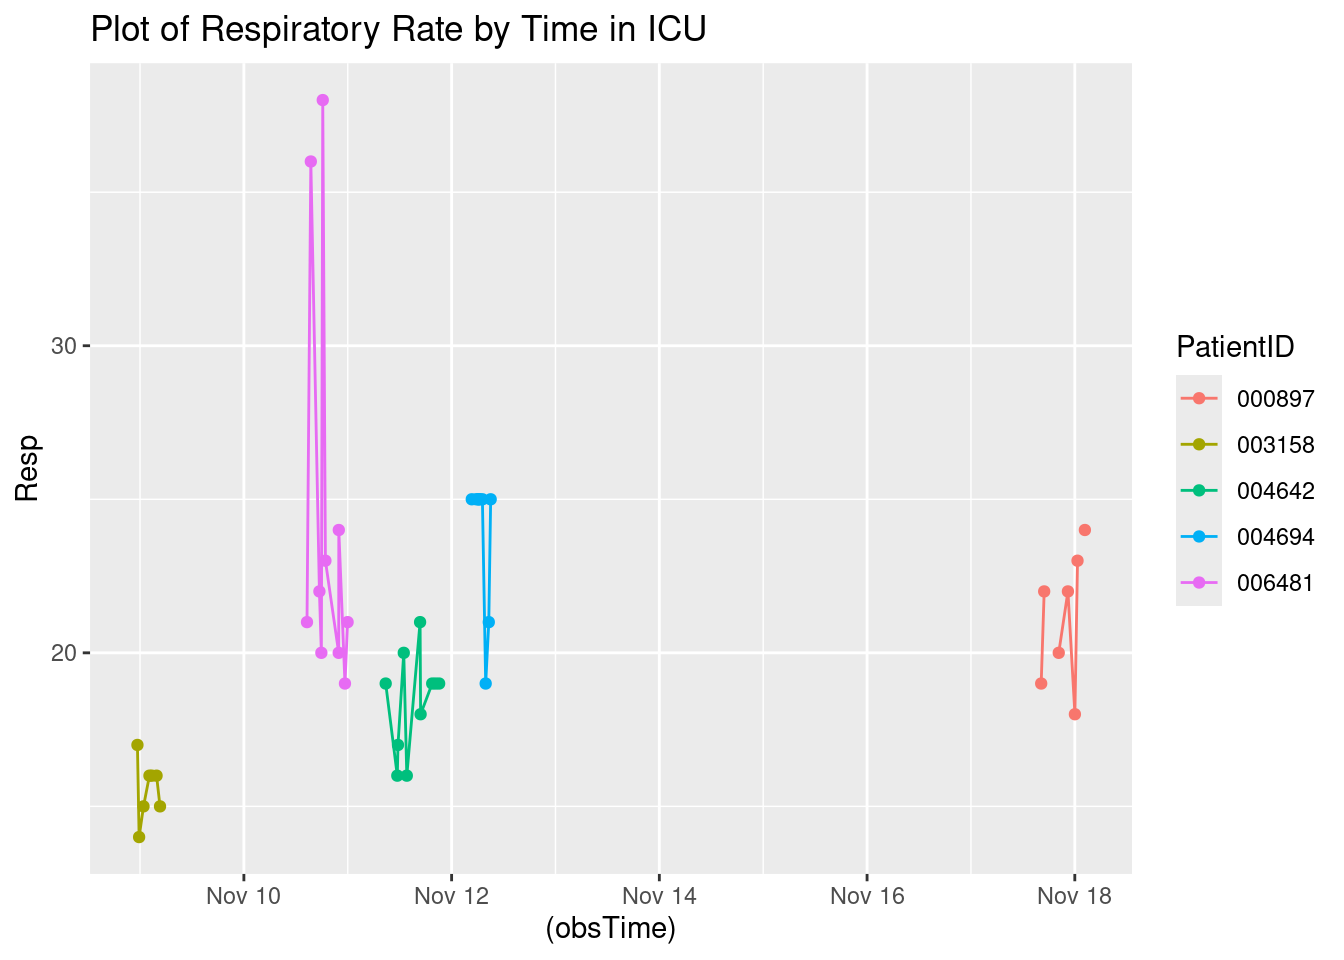 Plot of Respiratory Rate by Time in ICU
Resp
30
20
Nov 10
Nov 12
Nov 14
Nov 16
Nov 18
(obsTime)
PatientID
000897
003158
004642
004694
006481